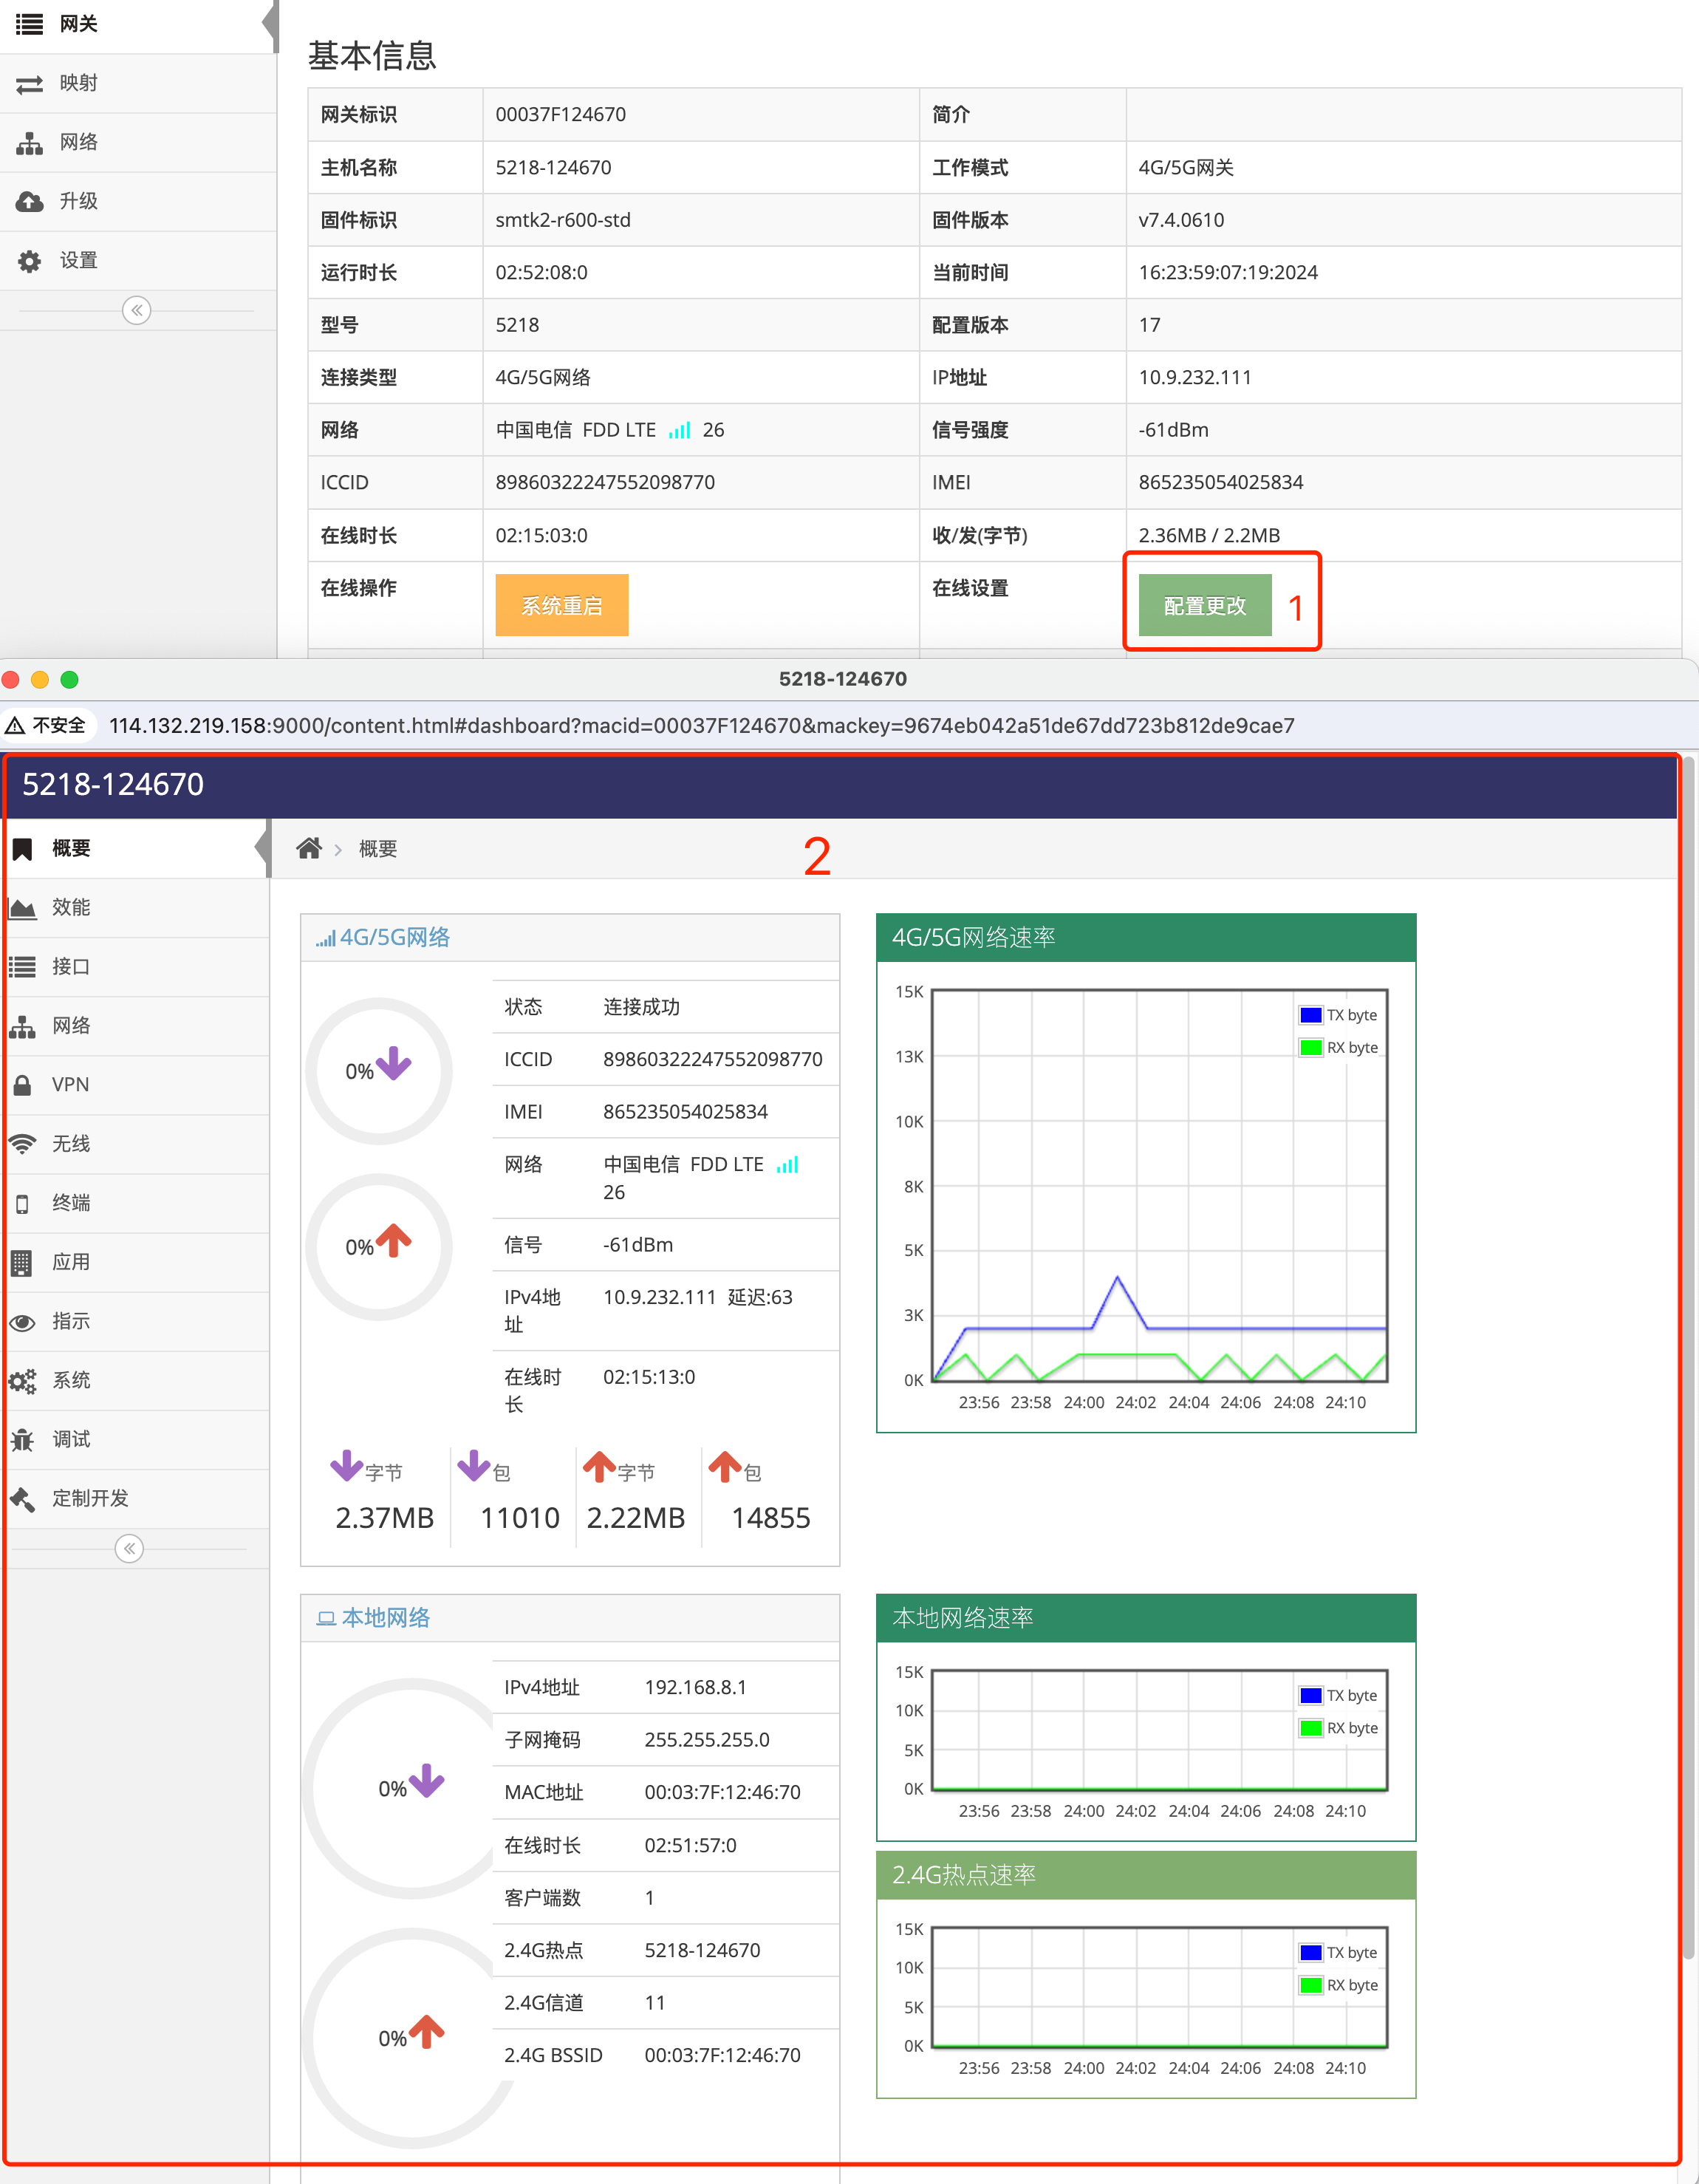 网关
映射
网络
升级
设置
基本信息
网关标识 00037F124670 简介
主机名称 5218-124670 工作模式 4G/5G网关
固件标识 smtk2-r600-std 固件版本 v7.4.0610
运行时长 02:52:08:0 当前时间 16:23:59:07:19:2024
型号 5218 配置版本 17
连接类型 4G/5G网络 IP地址 10.9.232.111
网络 中国电信 FDD LTE 26 信号强度 -61dBm
ICCID 89860322247552098770 IMEI 865235054025834
在线时长 02:15:03:0 收/发(字节) 2.36MB / 2.2MB
在线操作 系统重启 在线设置 配置更改 1
5218-124670
不安全 114.132.219.158:9000/content.html#dashboard?macid=00037F124670&mackey=9674eb042a51de67dd723b812de9cae7
5218-124670
概要
效能
接口
网络
VPN
无线
终端
应用
指示
系统
调试
定制开发
概要
2
4G/5G网络
0%
0%
状态 连接成功
ICCID 89860322247552098770
IMEI 865235054025834
网络 中国电信 FDD LTE
26
信号 -61dBm
IPv4地 10.9.232.111 延迟:63
址
在线时 02:15:13:0
长
字节 包 字节 包
2.37MB 11010 2.22MB 14855
4G/5G网络速率
15K
13K
10K
8K
5K
3K
0K
TX byte
RX byte
23:56 23:58 24:00 24:02 24:04 24:06 24:08 24:10
本地网络
0%
0%
IPv4地址 192.168.8.1
子网掩码 255.255.255.0
MAC地址 00:03:7F:12:46:70
在线时长 02:51:57:0
客户端数 1
2.4G热点 5218-124670
2.4G信道 11
2.4G BSSID 00:03:7F:12:46:70
本地网络速率
15K
10K
5K
0K
TX byte
RX byte
23:56 23:58 24:00 24:02 24:04 24:06 24:08 24:10
2.4G热点速率
15K
10K
5K
0K
TX byte
RX byte
23:56 23:58 24:00 24:02 24:04 24:06 24:08 24:10